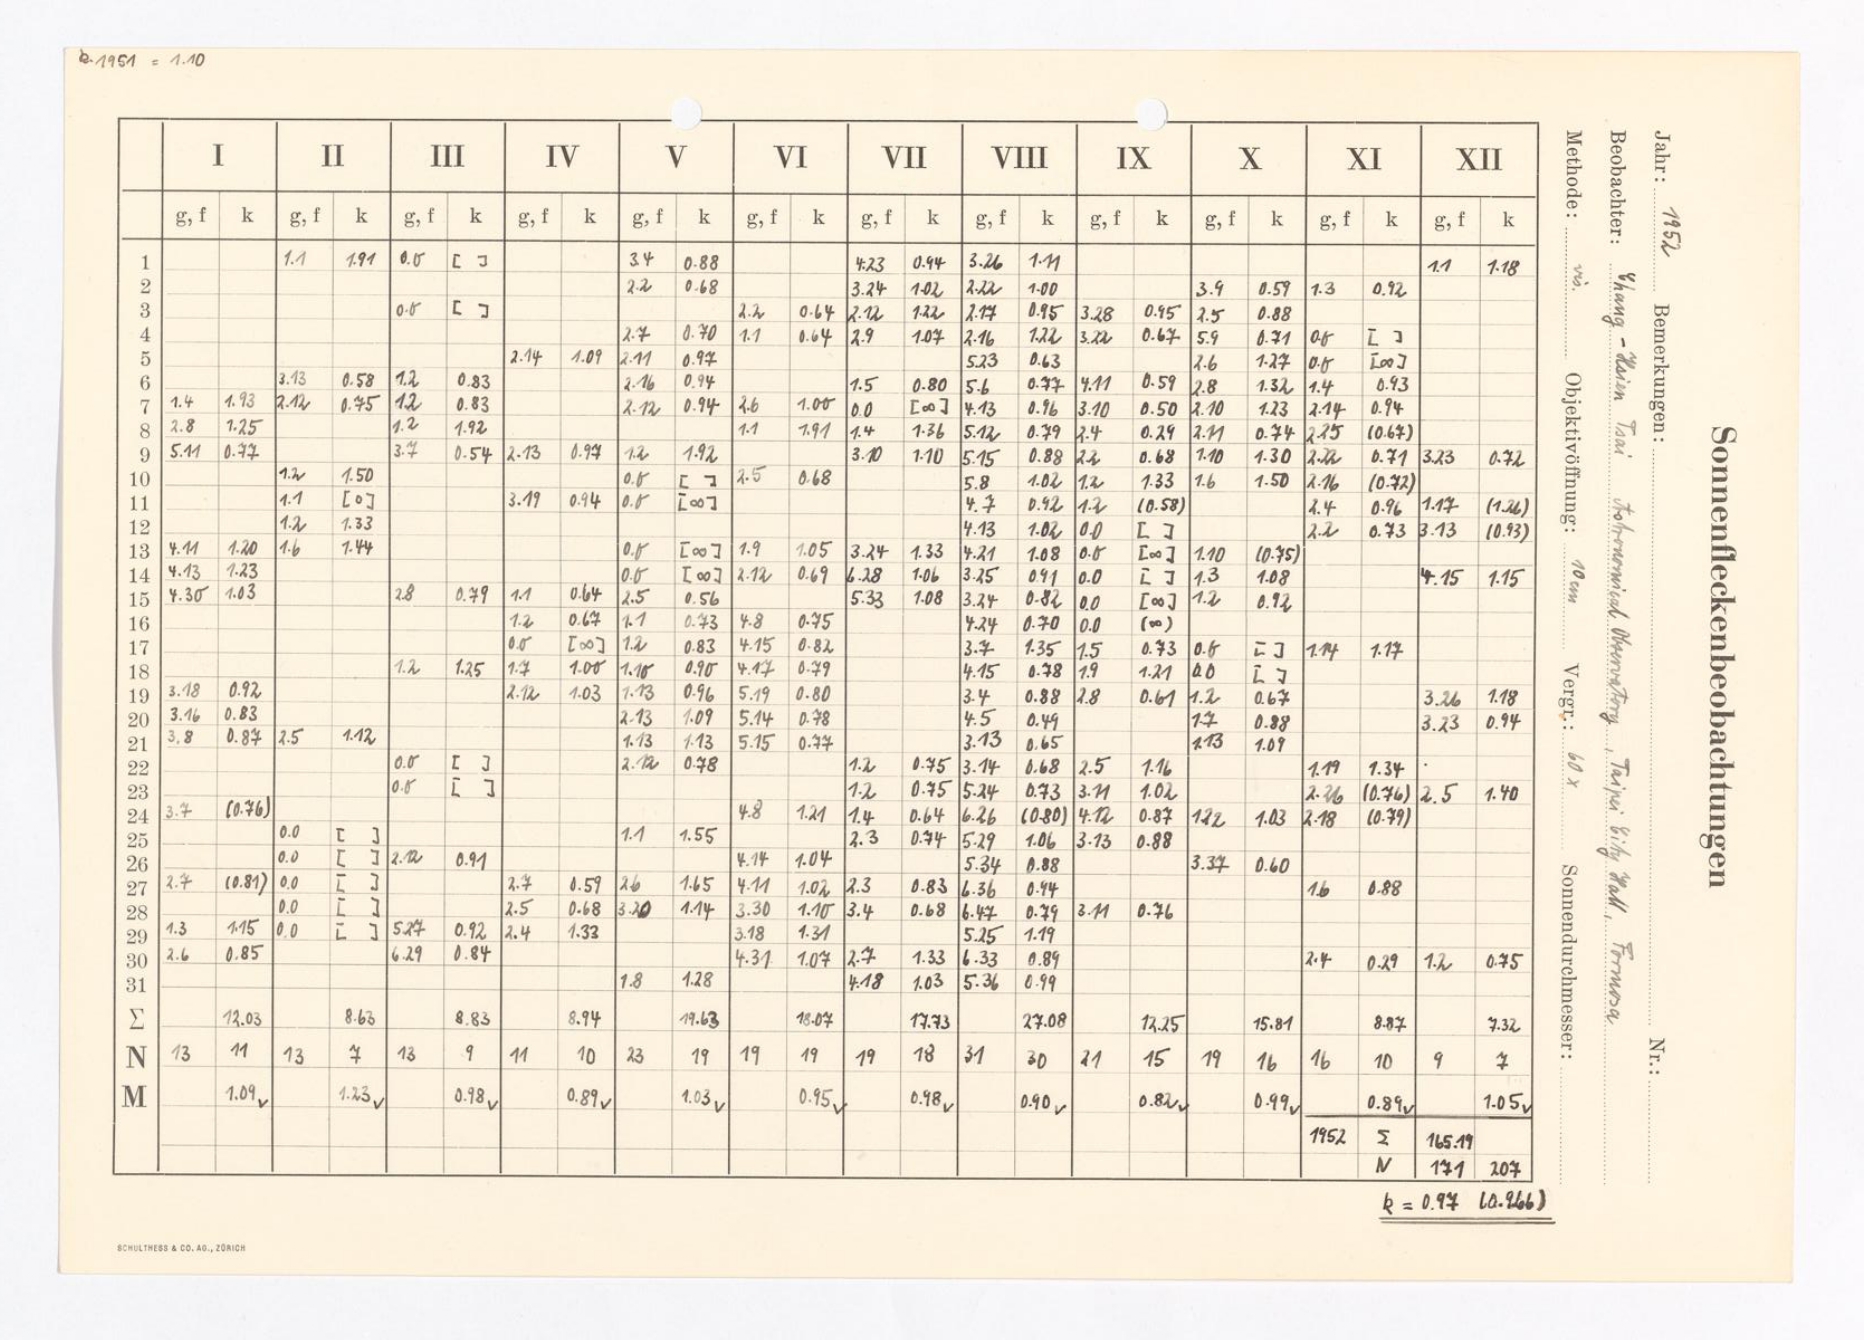 k 1951 = 1.10
I II III IV V VI VII VIII IX X XI XII
g, f k g, f k g, f k g, f k g, f k g, f k g, f k g, f k g, f k g, f k g, f k g, f k
1 1.1 1.91 0.0 [ ] 3.4 0.88 4.23 0.94 3.26 1.11 1.1 1.18
2 2.2 0.68 3.24 1.02 2.22 1.00 3.9 0.59 1.3 0.92
3 0.0 [ ] 2.2 0.64 2.12 1.22 2.17 0.95 3.28 0.95 2.5 0.88
4 2.7 0.70 1.1 0.64 2.9 1.07 2.16 1.22 3.22 0.67 5.9 0.71 0.0 [ ]
5 2.14 1.09 2.11 0.97 5.23 0.63 2.6 1.27 0.0 [∞]
6 3.13 0.58 1.2 0.83 2.16 0.94 1.5 0.80 5.6 0.77 4.11 0.59 2.8 1.32 1.4 0.93
7 1.4 1.93 2.12 0.75 1.2 0.83 2.12 0.94 2.6 1.00 0.0 [∞] 4.13 0.96 3.10 0.50 2.10 1.23 2.14 0.94
8 2.8 1.25 1.2 1.92 1.1 1.91 1.4 1.36 5.12 0.79 2.4 0.29 2.11 0.74 2.25 (0.67)
9 5.11 0.77 3.7 0.54 2.13 0.97 1.2 1.92 3.10 1.10 5.15 0.88 2.2 0.68 1.10 1.30 2.22 0.71 3.23 0.72
10 1.2 1.50 0.0 [ ] 2.5 0.68 5.8 1.02 1.2 1.33 1.6 1.50 2.16 (0.72)
11 1.1 [0] 3.19 0.94 0.0 [∞] 4.7 0.92 1.2 (0.58) 2.4 0.96 1.17 (1.26)
12 1.2 1.33 4.13 1.02 0.0 [ ] 2.2 0.73 3.13 (0.93)
13 4.11 1.20 1.6 1.44 0.0 [∞] 1.9 1.05 3.24 1.33 4.21 1.08 0.0 [∞] 1.10 (0.75)
14 4.13 1.23 0.0 [∞] 2.12 0.69 6.28 1.06 3.25 0.91 0.0 [ ] 1.3 1.08 4.15 1.15
15 4.30 1.03 2.8 0.79 1.1 0.64 2.5 0.56 5.33 1.08 3.24 0.82 0.0 [∞] 1.2 0.92
16 1.2 0.67 1.1 0.73 4.8 0.75 4.24 0.70 0.0 (∞)
17 0.0 [∞] 1.2 0.83 4.15 0.82 3.7 1.35 1.5 0.73 0.0 [ ] 1.14 1.17
18 1.2 1.25 1.7 1.00 1.10 0.90 4.17 0.79 4.15 0.78 1.9 1.21 0.0 [ ]
19 3.18 0.92 2.12 1.03 1.13 0.96 5.19 0.80 3.4 0.88 2.8 0.61 1.2 0.67 3.26 1.18
20 3.16 0.83 2.13 1.09 5.14 0.78 4.5 0.49 1.7 0.88 3.23 0.94
21 3.8 0.87 2.5 1.12 1.13 1.13 5.15 0.77 3.13 0.65 1.13 1.09
22 0.0 [ ] 2.12 0.78 1.2 0.75 3.14 0.68 2.5 1.16 1.19 1.34
23 0.0 [ ] 1.2 0.75 5.24 0.73 3.11 1.02 2.26 (0.76) 2.5 1.40
24 3.7 (0.76) 4.8 1.21 1.4 0.64 6.26 (0.80) 4.12 0.87 1.22 1.03 2.18 (0.79)
25 0.0 [ ] 1.1 1.55 2.3 0.74 5.29 1.06 3.13 0.88
26 0.0 [ ] 2.12 0.91 4.14 1.04 5.34 0.88 3.37 0.60
27 2.7 (0.81) 0.0 [ ] 2.7 0.59 2.6 1.65 4.11 1.02 2.3 0.83 6.36 0.94 1.6 0.88
28 0.0 [ ] 2.5 0.68 3.20 1.14 3.30 1.10 3.4 0.68 6.47 0.79 3.11 0.76
29 1.3 1.15 0.0 [ ] 5.27 0.92 2.4 1.33 3.18 1.31 5.25 1.19
30 2.6 0.85 6.29 0.84 4.31 1.07 2.7 1.33 6.33 0.89 2.4 0.29 1.2 0.75
31 1.8 1.28 4.18 1.03 5.36 0.99
Σ 12.03 8.63 8.83 8.94 19.63 18.07 17.73 27.08 12.25 15.81 8.87 7.32
N 13 11 13 7 13 9 11 10 23 19 19 19 19 18 31 30 21 15 19 16 16 10 9 7
M 1.09 1.23 0.98 0.89 1.03 0.95 0.98 0.90 0.82 0.99 0.89 1.05
1952 Σ 165.19
N 171 207
k = 0.97 (0.966)
SCHULTHESS & CO. AG., ZÜRICH
Sonnenfleckenbeobachtungen
Jahr: 1952 Bemerkungen: Nr.:
Beobachter: Chang-Hsien Tsai Astronomical Observatory, Taipei City Hall, Formosa
Methode: vis. Objektivöffnung: 10 cm Vergr.: 60 x Sonnendurchmesser: